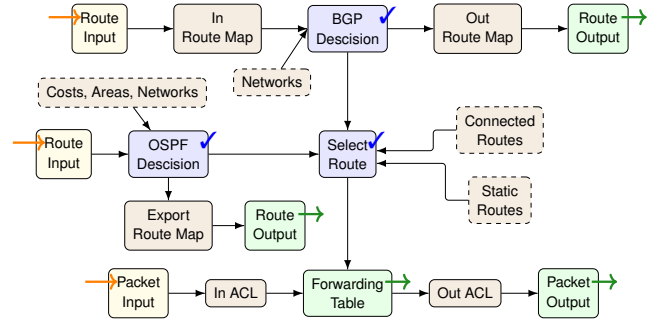 Route
Input
In
Route Map
BGP
Descision
Out
Route Map
Route
Output
Networks
Costs, Areas, Networks
Route
Input
OSPF
Descision
Select
Route
Connected
Routes
Static
Routes
Export
Route Map
Route
Output
Packet
Input
In ACL
Forwarding
Table
Out ACL
Packet
Output